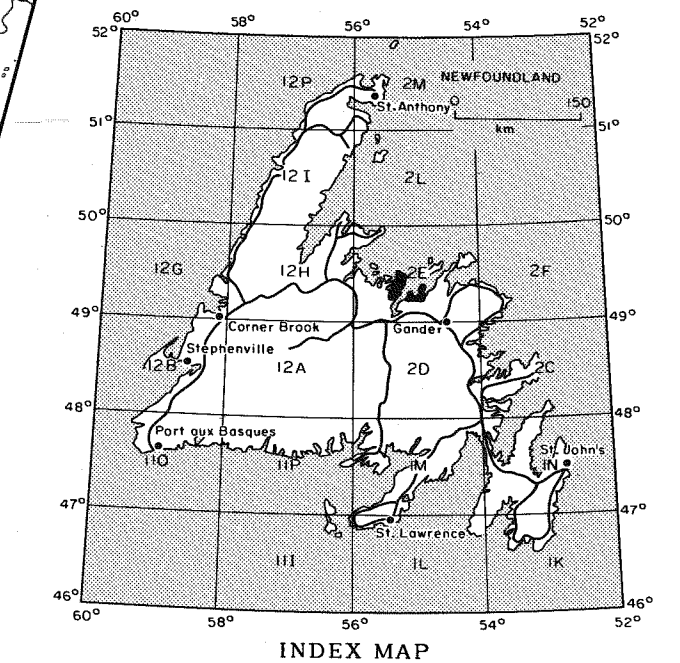 60° 58° 56° 54° 52°
52° 52°
12P 2M NEWFOUNDLAND
St. Anthony 0 150
km
51° 51°
12I 2L
50° 50°
12G 12H 2E 2F
49° 49°
Corner Brook Gander
Stephenville
12B 12A 2D 2C
48° 48°
Port aux Basques
11O 11P 1M St. John's
1N
47° 47°
St. Lawrence
11I 1L 1K
46° 46°
60° 58° 56° 54° 52°
INDEX MAP